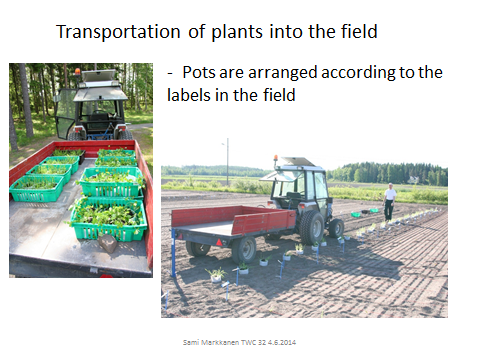 Transportation of plants into the field
- Pots are arranged according to the
labels in the field
Sami Markkanen TWC 32 4.6.2014